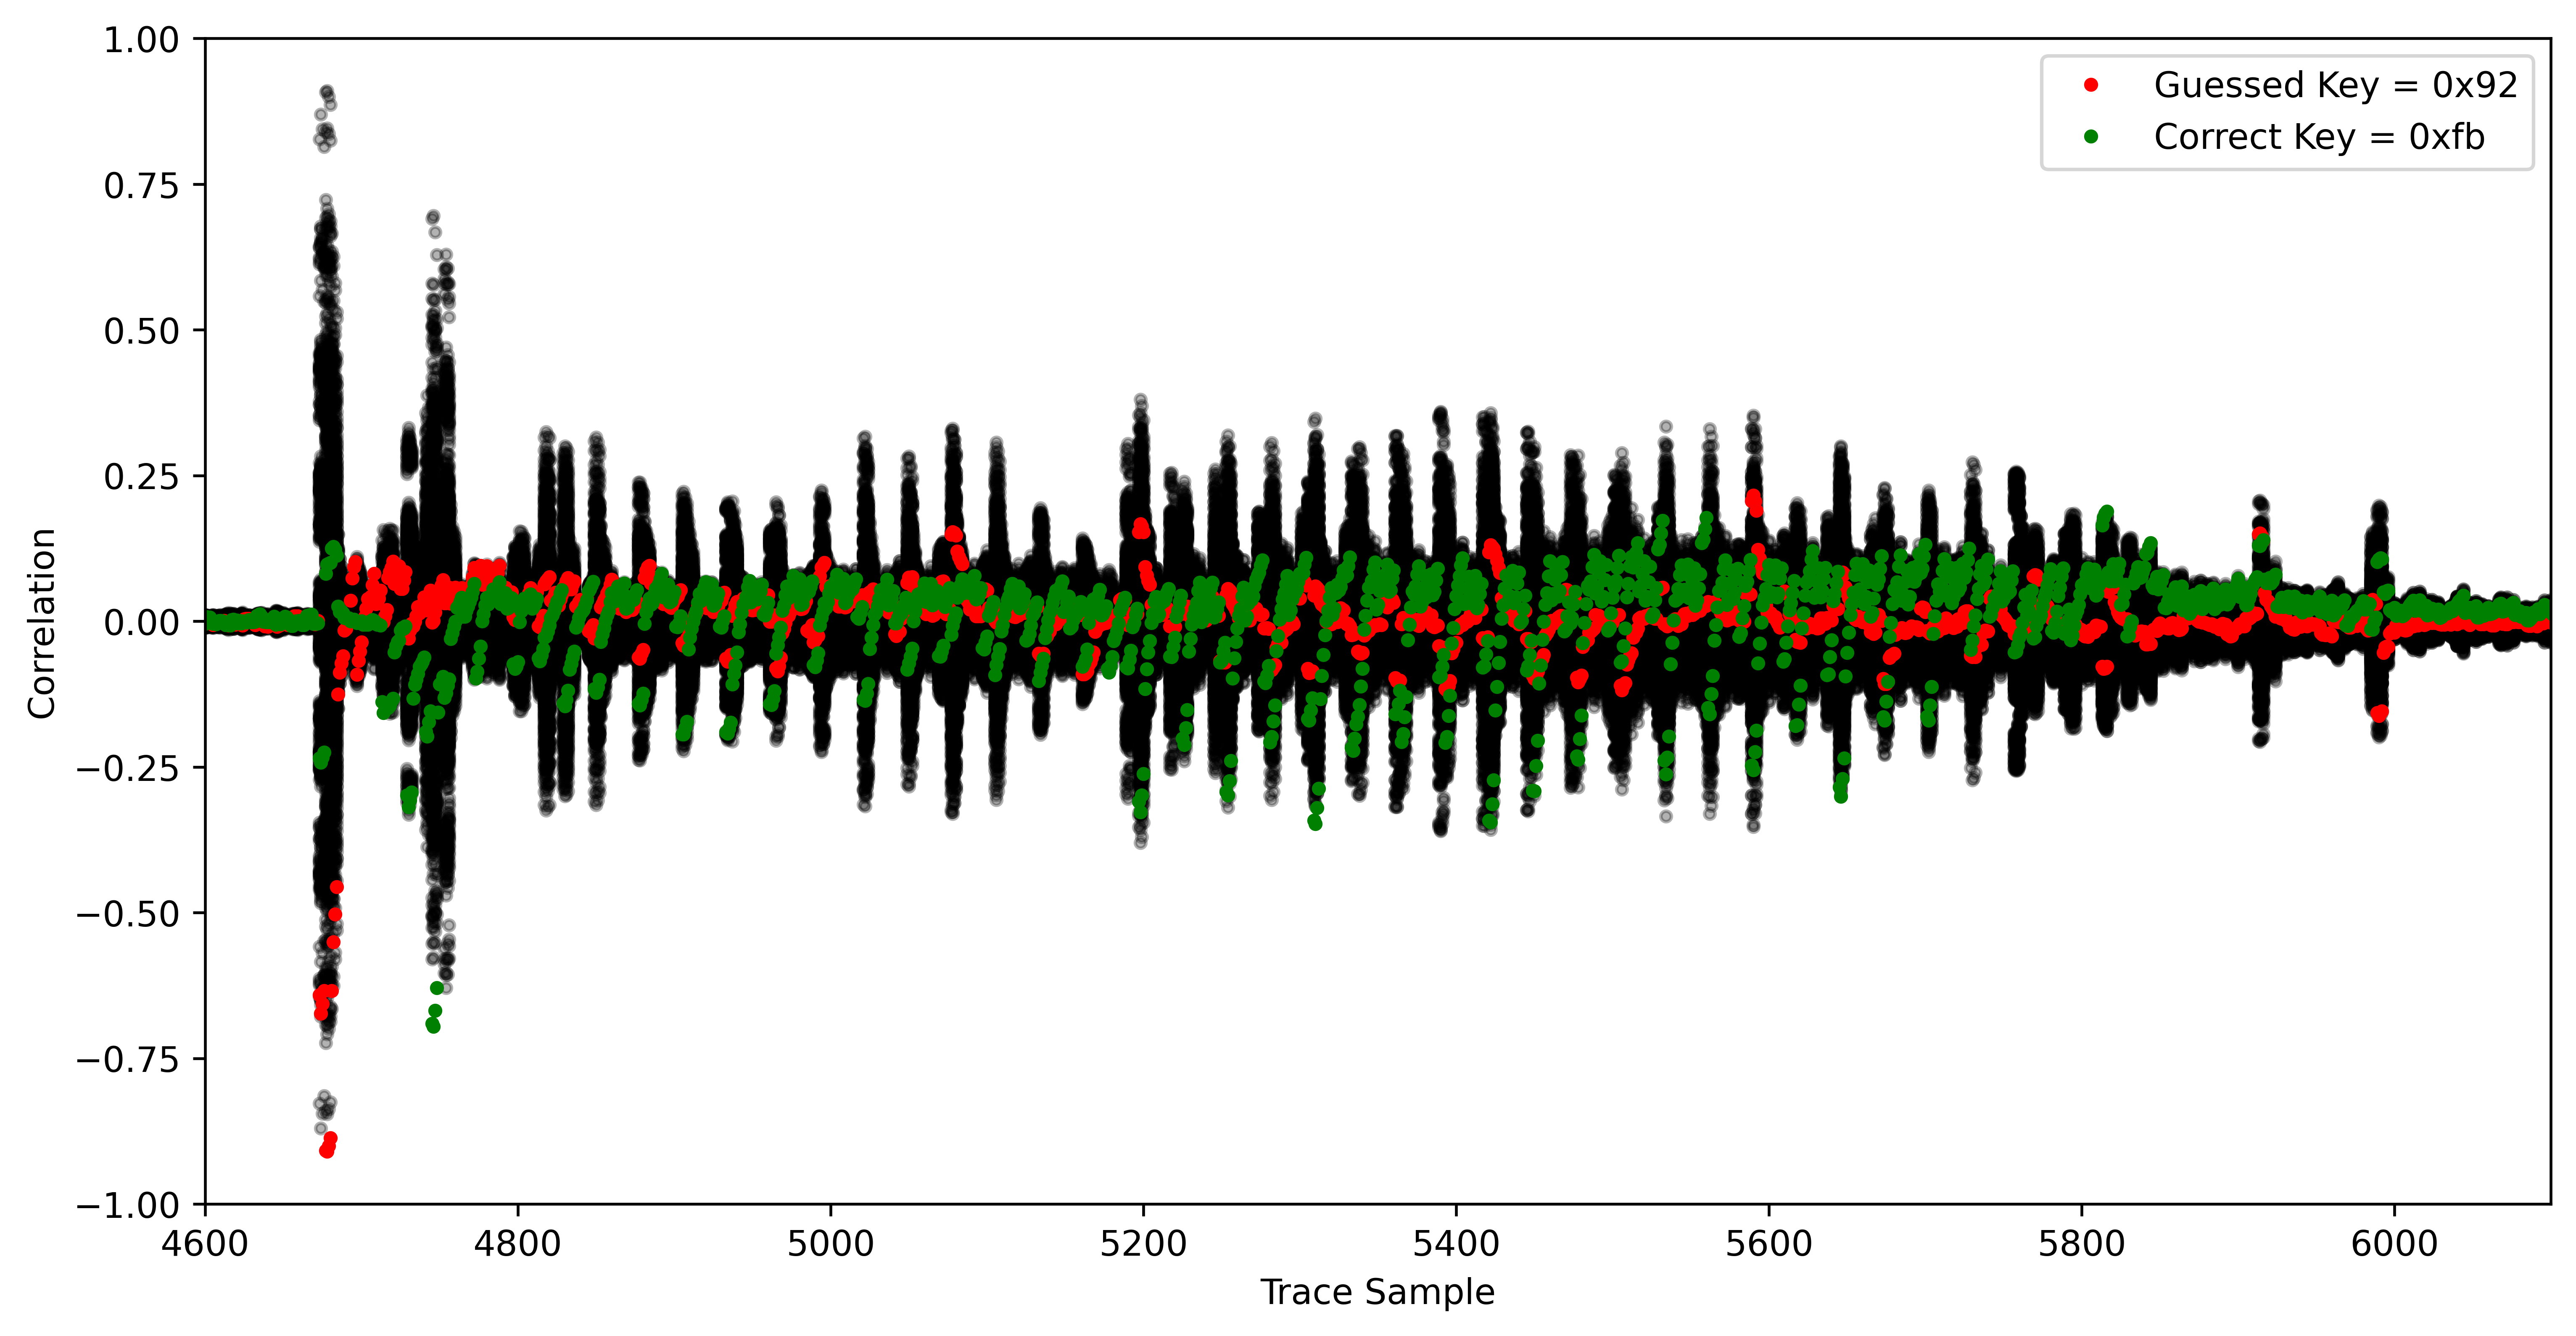 1.00
0.75
0.50
0.25
0.00
−0.25
−0.50
−0.75
−1.00
Correlation
Guessed Key = 0x92
Correct Key = 0xfb
4600 4800 5000 5200 5400 5600 5800 6000
Trace Sample